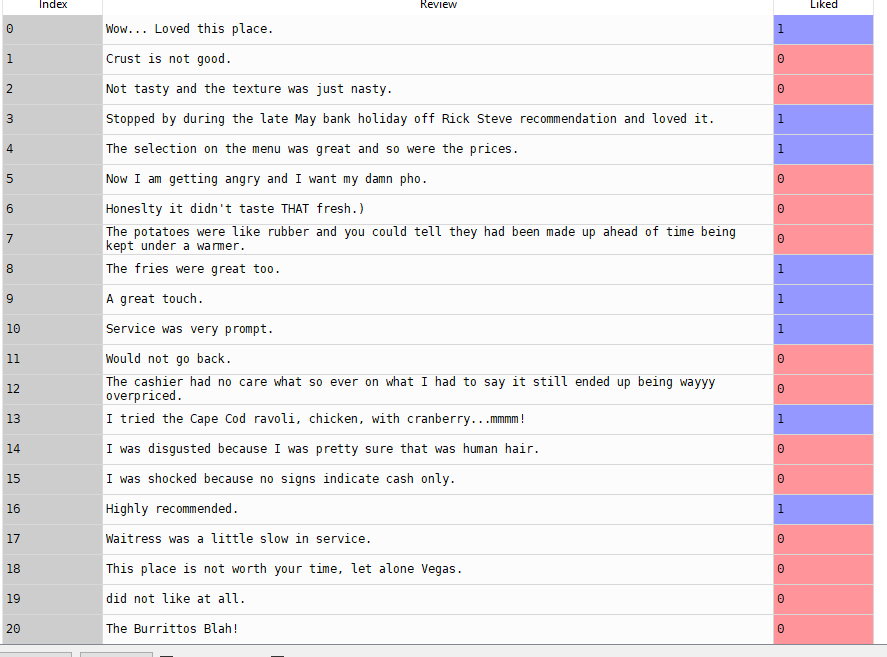 Index Review Liked
0 Wow... Loved this place. 1
1 Crust is not good. 0
2 Not tasty and the texture was just nasty. 0
3 Stopped by during the late May bank holiday off Rick Steve recommendation and loved it. 1
4 The selection on the menu was great and so were the prices. 1
5 Now I am getting angry and I want my damn pho. 0
6 Honeslty it didn't taste THAT fresh.) 0
7 The potatoes were like rubber and you could tell they had been made up ahead of time being
kept under a warmer. 0
8 The fries were great too. 1
9 A great touch. 1
10 Service was very prompt. 1
11 Would not go back. 0
12 The cashier had no care what so ever on what I had to say it still ended up being wayyy
overpriced. 0
13 I tried the Cape Cod ravoli, chicken, with cranberry...mmmm! 1
14 I was disgusted because I was pretty sure that was human hair. 0
15 I was shocked because no signs indicate cash only. 0
16 Highly recommended. 1
17 Waitress was a little slow in service. 0
18 This place is not worth your time, let alone Vegas. 0
19 did not like at all. 0
20 The Burrittos Blah! 0